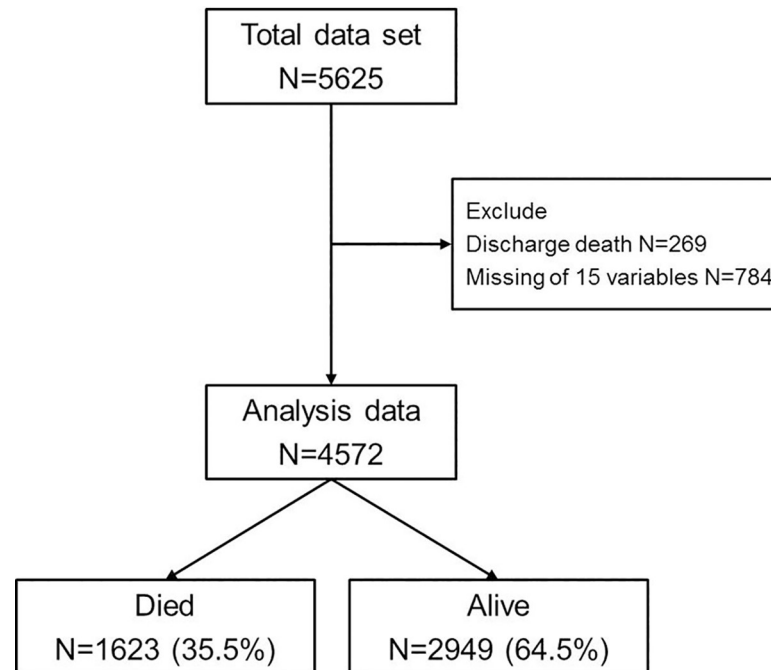 Total data set
N=5625
Exclude
Discharge death N=269
Missing of 15 variables N=784
Analysis data
N=4572
Died
N=1623 (35.5%)
Alive
N=2949 (64.5%)